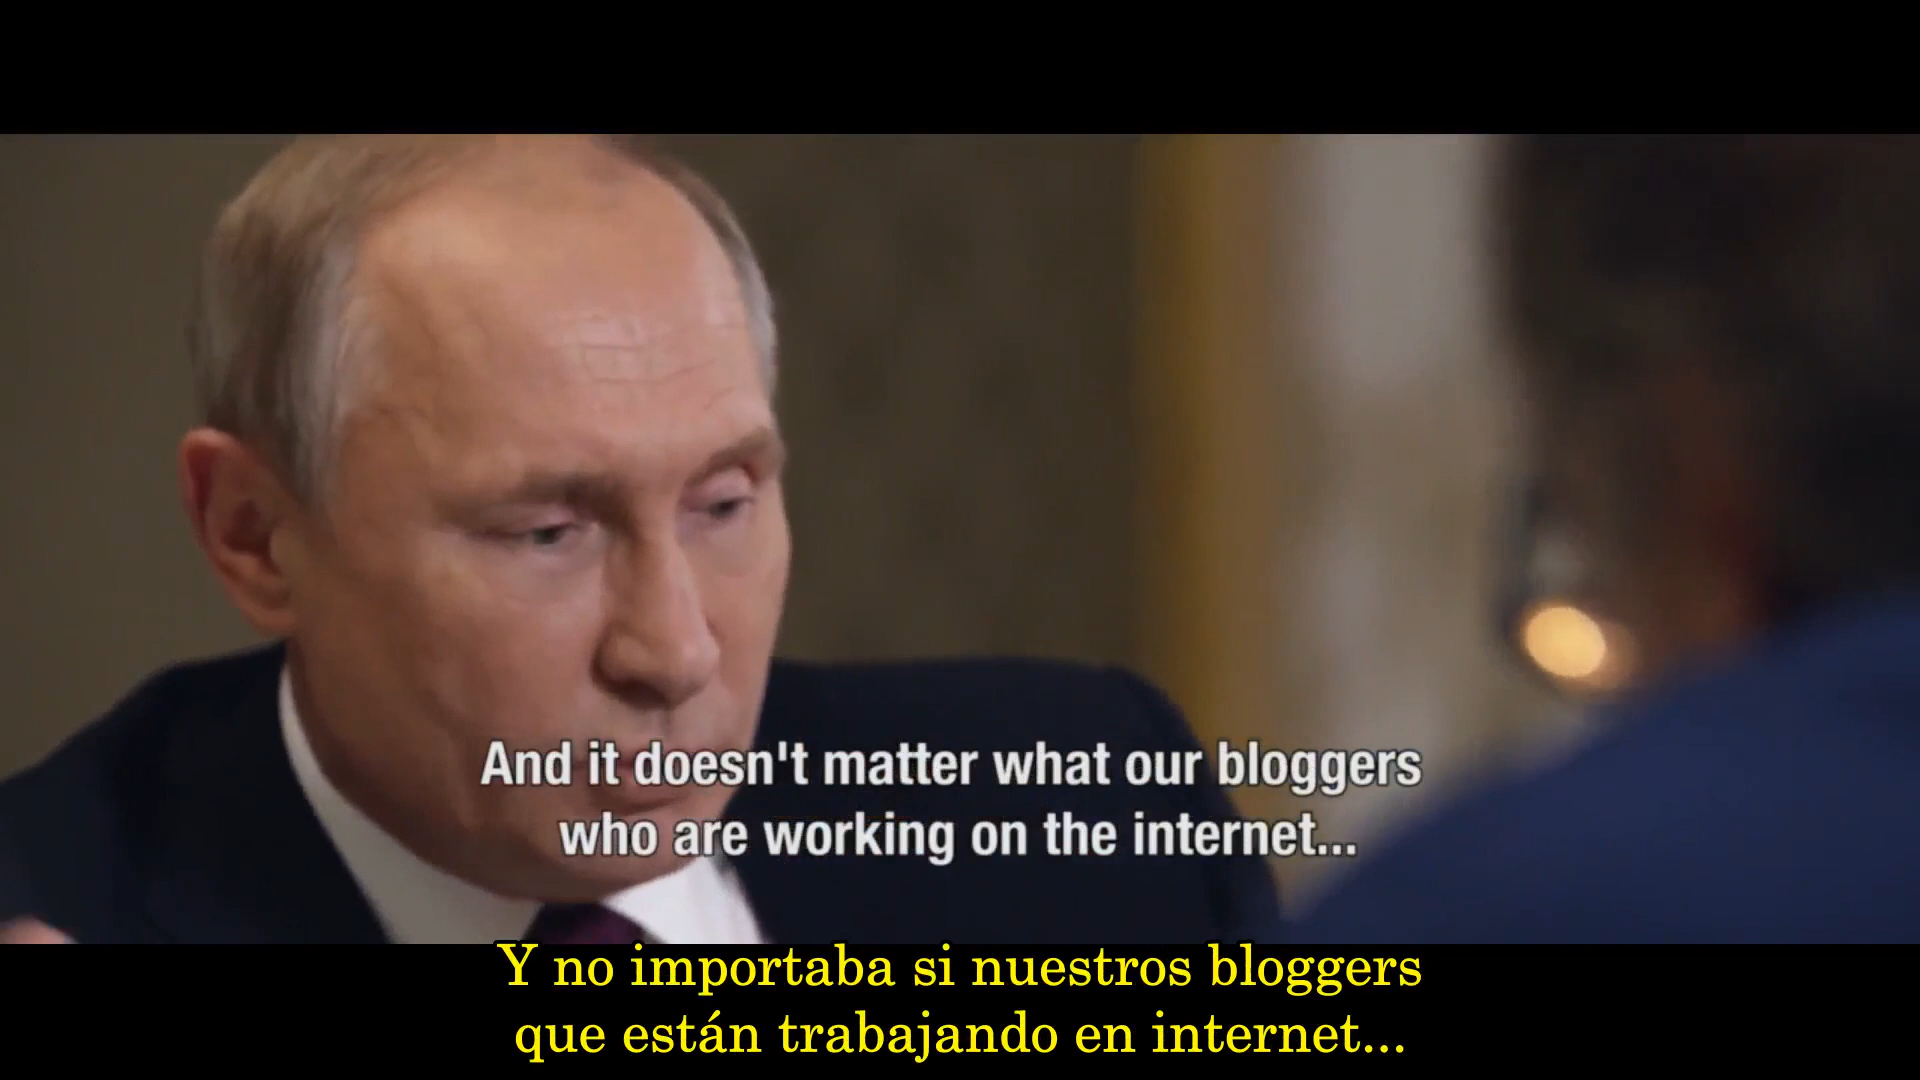 And it doesn't matter what our bloggers
who are working on the internet...
Y no importaba si nuestros bloggers
que están trabajando en internet...